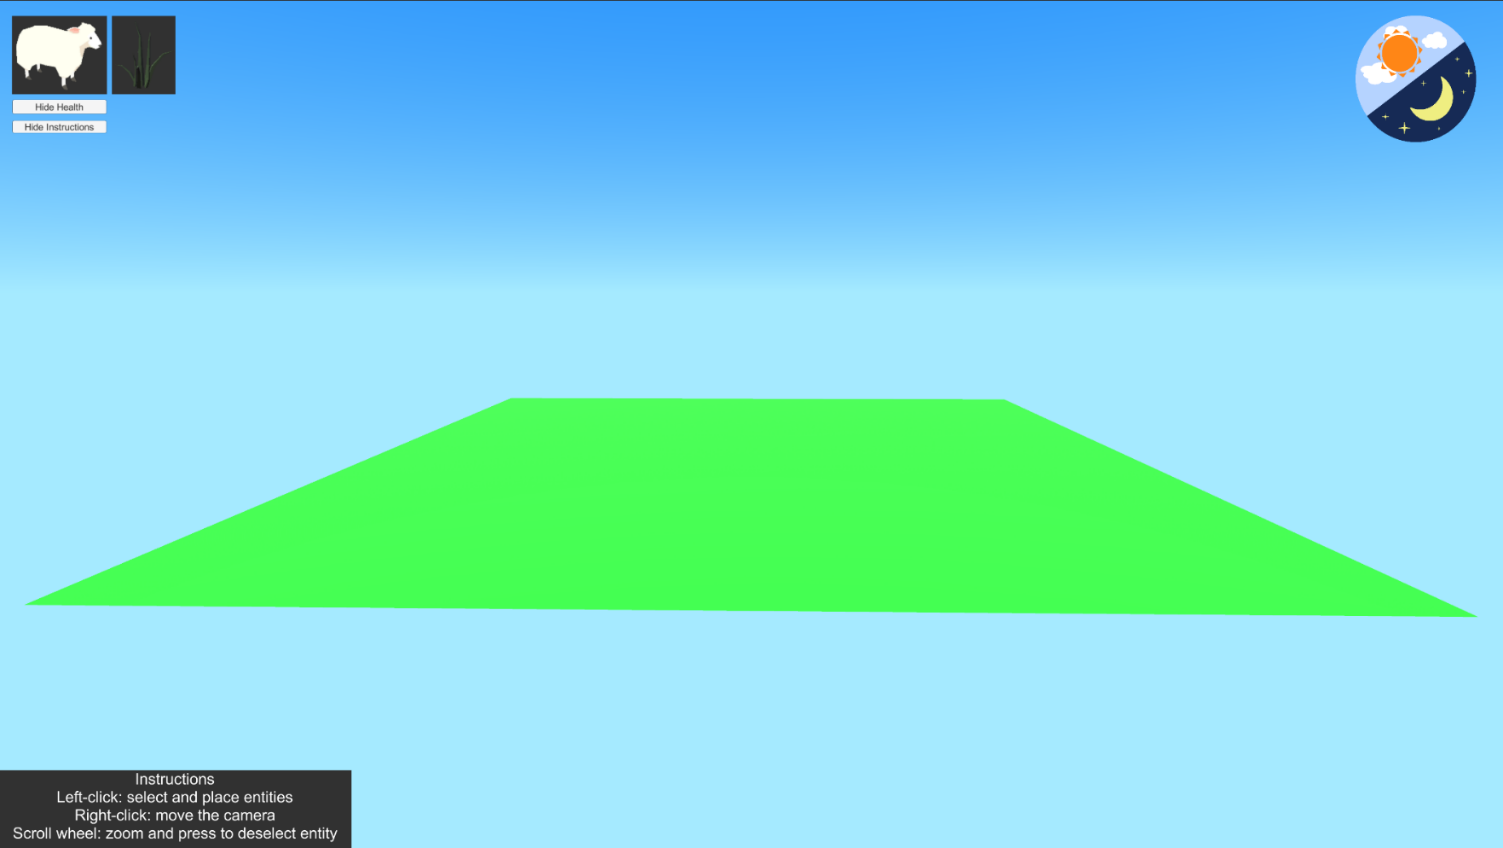 Hide Health
Hide Instructions
Instructions
Left-click: select and place entities
Right-click: move the camera
Scroll wheel: zoom and press to deselect entity